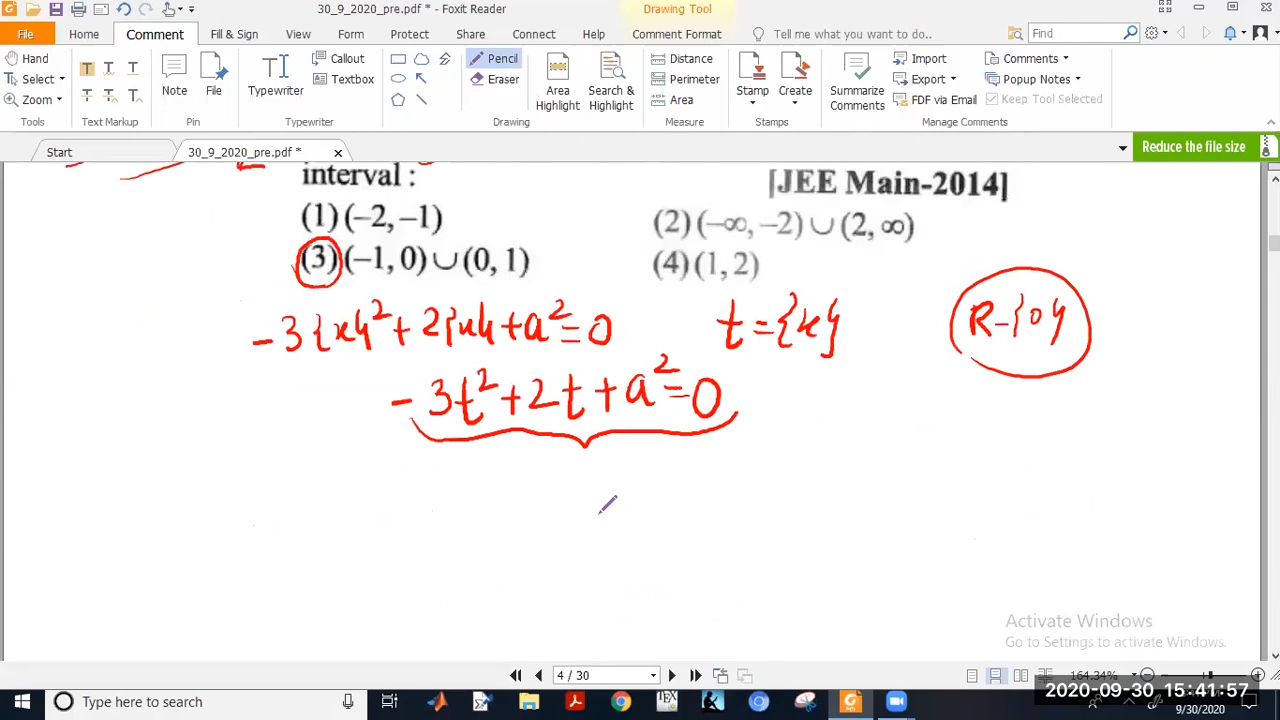 30_9_2020_pre.pdf * - Foxit Reader
Drawing Tool
File Home Comment Fill & Sign View Form Protect Share Connect Help Comment Format Tell me what you want to do.. Find
Hand
Select
Zoom
Tools
Text Markup
Note
File
Pin
Typewriter
Callout
Textbox
Typewriter
Pencil
Eraser
Drawing
Area Highlight
Search & Highlight
Distance
Perimeter
Area
Measure
Stamp
Create
Stamps
Summarize Comments
Import
Export
FDF via Email
Comments
Popup Notes
Keep Tool Selected
Manage Comments
Start 30_9_2020_pre.pdf * Reduce the file size
interval : [JEE Main-2014]
(1) (–2, –1) (2) (–∞, –2) ∪ (2, ∞)
(3) (–1, 0) ∪ (0, 1) (4) (1, 2)
-3{x}²+2{x}+a²=0 t={x} R-{0}
-3t²+2t+a²=0
Activate Windows
Go to Settings to activate Windows.
4 / 30 164.34%
Type here to search
2020-09-30 15:41:57
9/30/2020